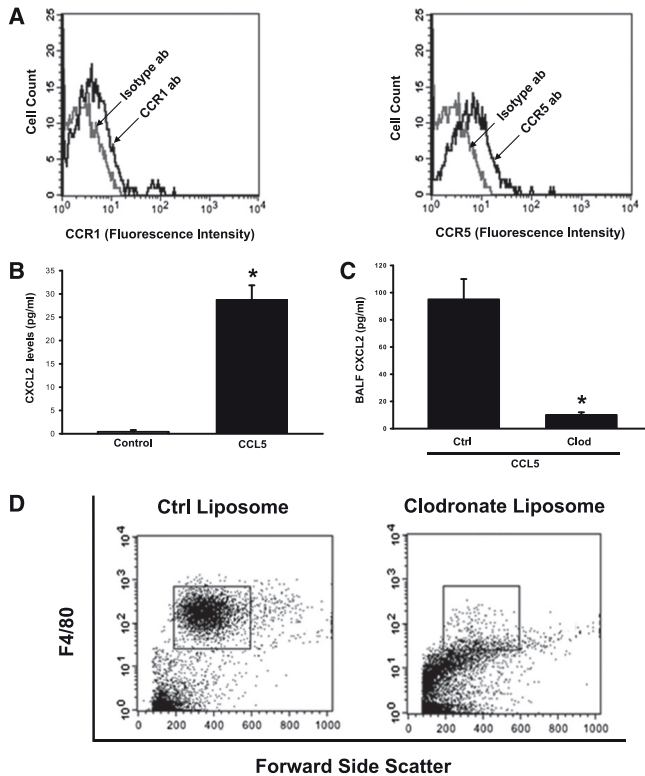 A
Cell Count
25
20
15
10
5
0
Isotype ab
CCR1 ab
10⁰ 10¹ 10² 10³ 10⁴
CCR1 (Fluorescence Intensity)
Cell Count
25
20
15
10
5
0
Isotype ab
CCR5 ab
10⁰ 10¹ 10² 10³ 10⁴
CCR5 (Fluorescence Intensity)
B
CXCL2 levels (pg/ml)
35
30
25
20
15
10
5
0
*
Control CCL5
C
BALF CXCL2 (pg/ml)
120
100
80
60
40
20
0
*
Ctrl Clod
CCL5
D
Ctrl Liposome
Clodronate Liposome
F4/80
10⁴
10³
10²
10¹
10⁰
0 200 400 600 800 1000
10⁴
10³
10²
10¹
10⁰
0 200 400 600 800 1000
Forward Side Scatter